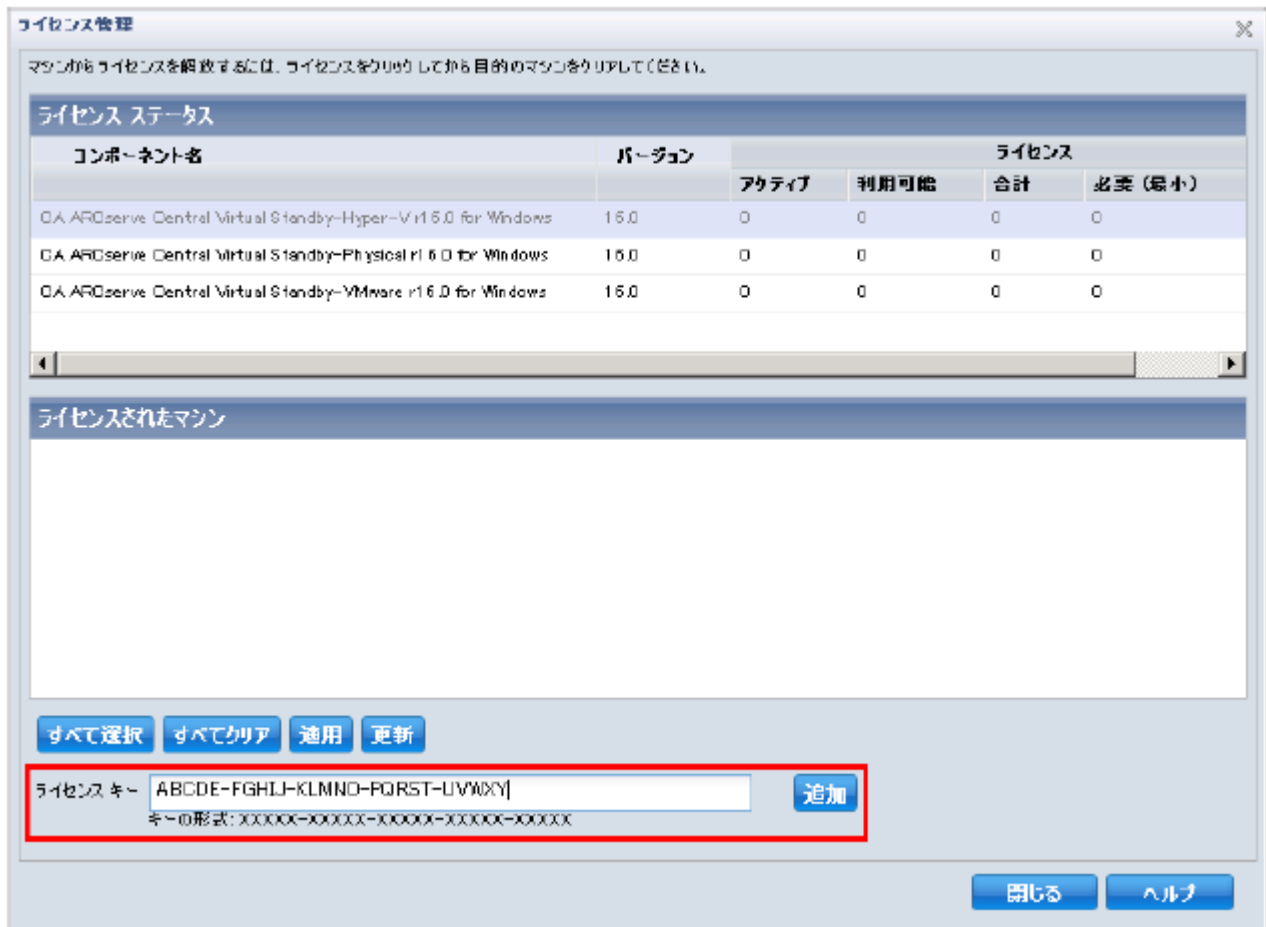 ライセンス管理
マシンからライセンスを解放するには、ライセンスをクリックしてから目的のマシンをクリアしてください。
ライセンス ステータス
コンポーネント名 バージョン ライセンス
アクティブ 利用可能 合計 必要 (最小)
CA ARCserve Central Virtual Standby-Hyper-V r16.0 for Windows 16.0 0 0 0 0
CA ARCserve Central Virtual Standby-Physical r16.0 for Windows 16.0 0 0 0 0
CA ARCserve Central Virtual Standby-VMware r16.0 for Windows 16.0 0 0 0 0
ライセンスされたマシン
すべて選択 すべてクリア 適用 更新
ライセンス キー ABCDE-FGHIJ-KLMNO-PQRST-UVWXY 追加
キーの形式: XXXXX-XXXXX-XXXXX-XXXXX-XXXXX
閉じる ヘルプ